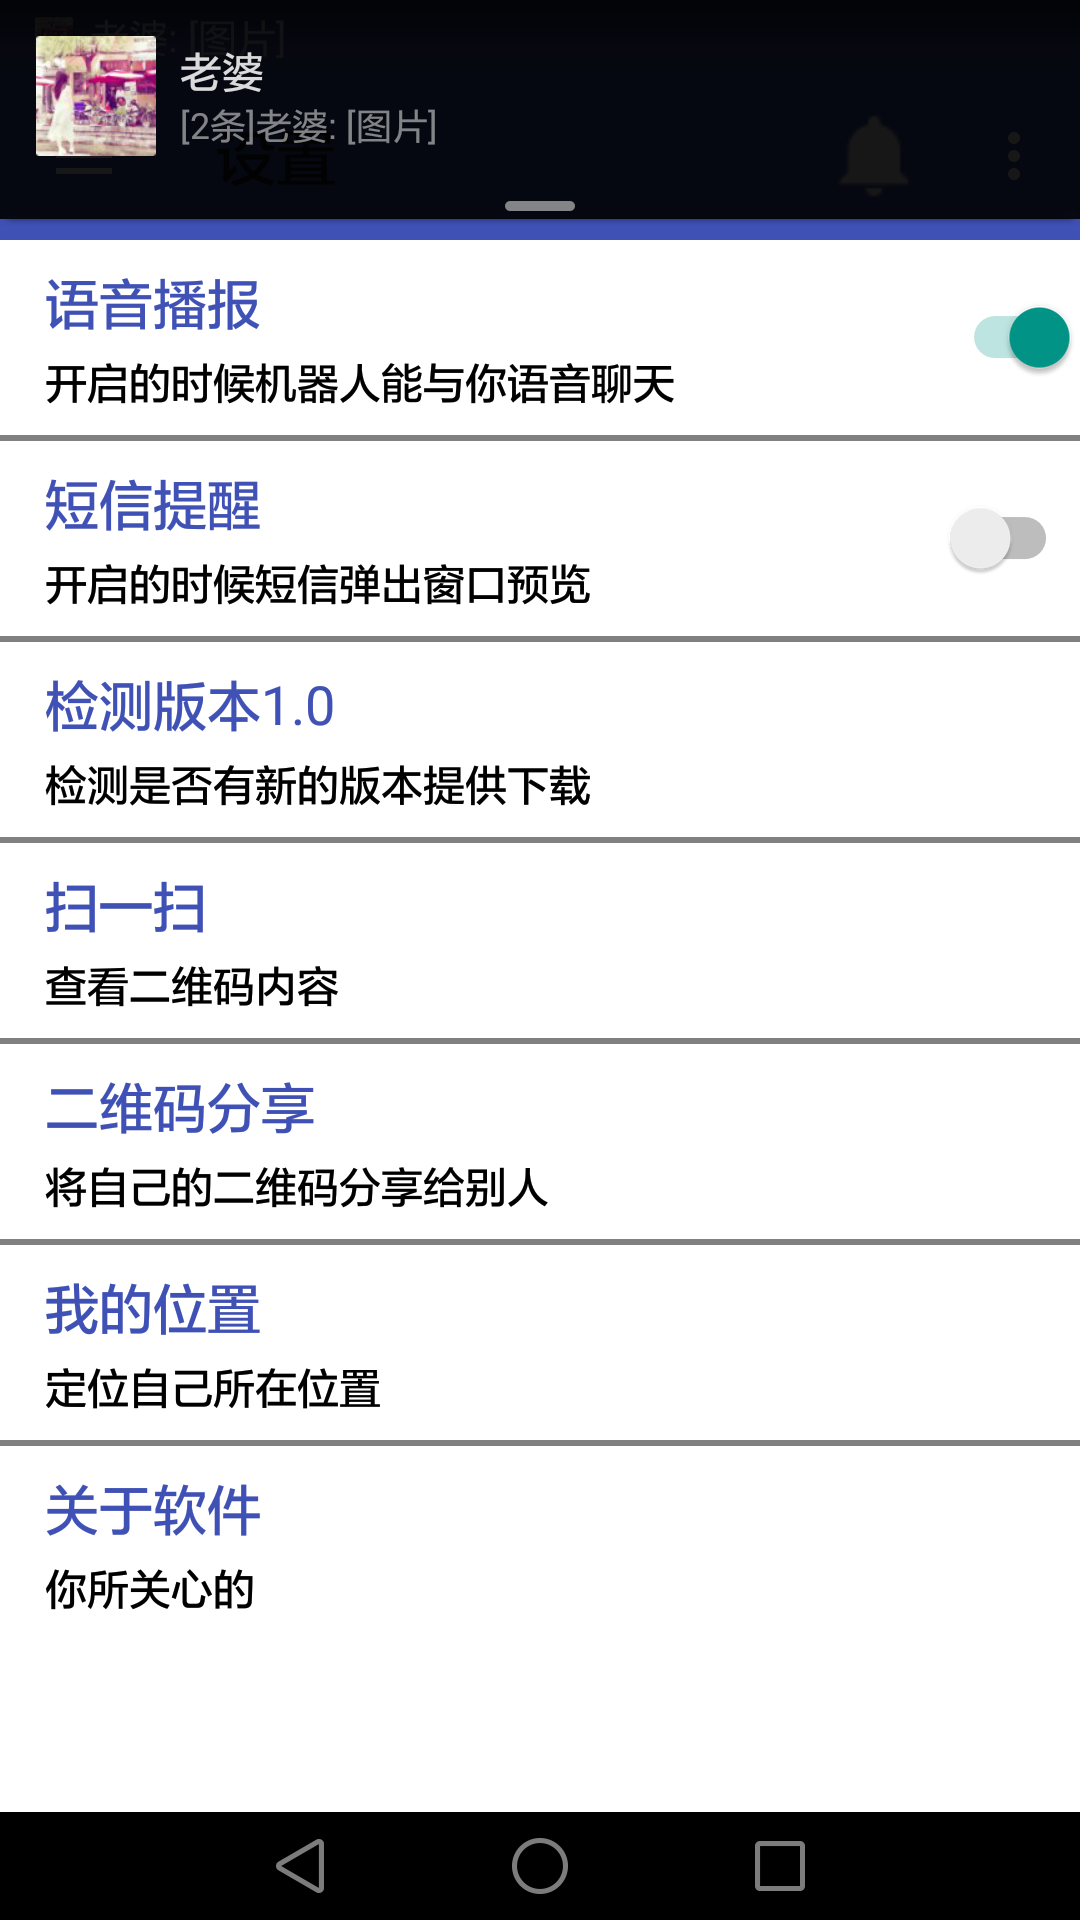 老婆: [图片]
老婆
[2条]老婆: [图片]
设置
语音播报
开启的时候机器人能与你语音聊天
短信提醒
开启的时候短信弹出窗口预览
检测版本1.0
检测是否有新的版本提供下载
扫一扫
查看二维码内容
二维码分享
将自己的二维码分享给别人
我的位置
定位自己所在位置
关于软件
你所关心的